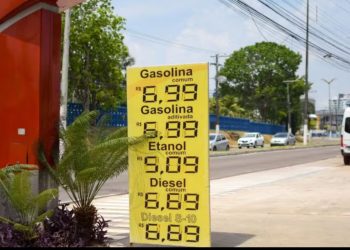 Gasolina
comum
R$ 6,99
Gasolina
aditivada
R$ 6,99
Etanol
comum
R$ 5,09
Diesel
comum
R$ 6,69
Diesel S-10
R$ 6,69